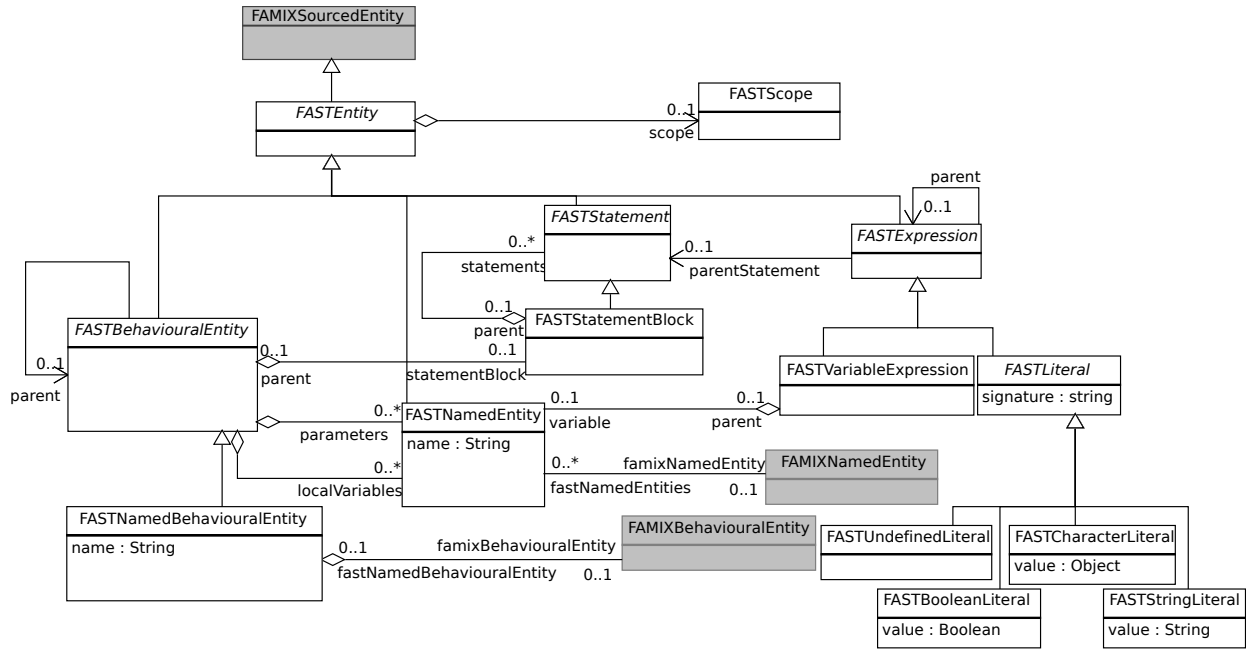 FAMIXSourcedEntity
FASTScope
FASTEntity
0..1
scope
parent
0..1
FASTStatement
FASTExpression
0..*
statements
0..1
parentStatement
0..1
parent
FASTStatementBlock
FASTBehaviouralEntity
0..1
parent
0..1
parent
0..1
statementBlock
FASTVariableExpression
FASTLiteral
signature : string
0..*
parameters
FASTNamedEntity
name : String
0..1
variable
0..1
parent
0..*
localVariables
0..*
fastNamedEntities
famixNamedEntity
0..1
FAMIXNamedEntity
FASTNamedBehaviouralEntity
name : String
0..1
fastNamedBehaviouralEntity
famixBehaviouralEntity
0..1
FAMIXBehaviouralEntity
FASTUndefinedLiteral
FASTCharacterLiteral
value : Object
FASTBooleanLiteral
value : Boolean
FASTStringLiteral
value : String